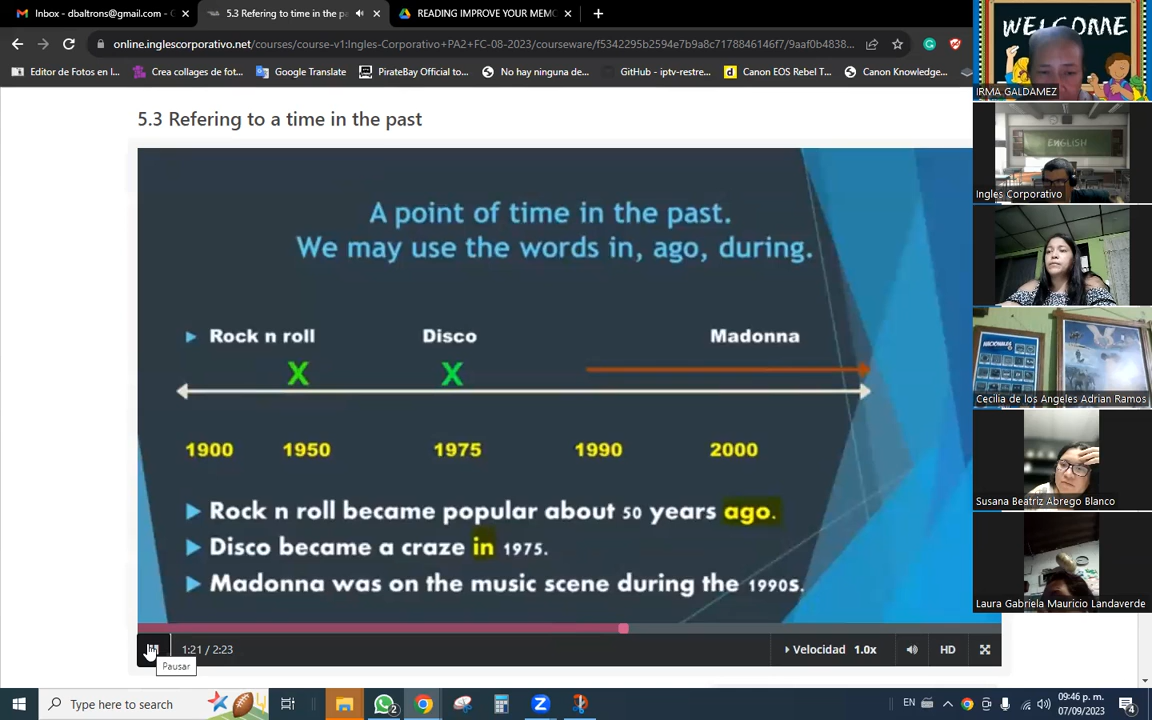 Inbox - dbaltrons@gmail.com - G
5.3 Refering to time in the pa
READING IMPROVE YOUR MEM
online.inglescorporativo.net/courses/course-v1:Ingles-Corporativo+PA2+FC-08-2023/courseware/f5342295b2594e7b9a8c7178846146f7/9aaf0b4838...
Editor de Fotos en l...
Crea collages de fot...
Google Translate
PirateBay Official to...
No hay ninguna de...
GitHub - iptv-restre...
Canon EOS Rebel T...
Canon Knowledge...
WELCOME
IRMA GALDAMEZ
ENGLISH
Ingles Corporativo
Cecilia de los Angeles Adrian Ramos
Susana Beatriz Abrego Blanco
Laura Gabriela Mauricio Landaverde
5.3 Refering to a time in the past
A point of time in the past.
We may use the words in, ago, during.
Rock n roll Disco Madonna
X X
1900 1950 1975 1990 2000
Rock n roll became popular about 50 years ago.
Disco became a craze in 1975.
Madonna was on the music scene during the 1990s.
1:21 / 2:23
Velocidad 1.0x
HD
Pausar
Type here to search
2
EN
09:46 p. m.
07/09/2023
4